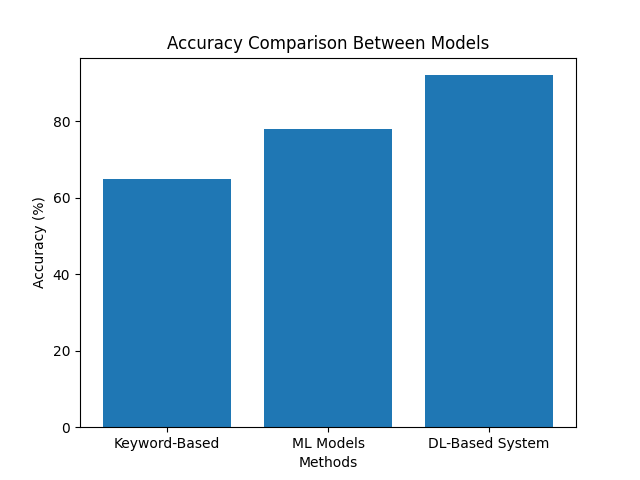 Accuracy Comparison Between Models
Accuracy (%)
80
60
40
20
0
Keyword-Based ML Models DL-Based System
Methods